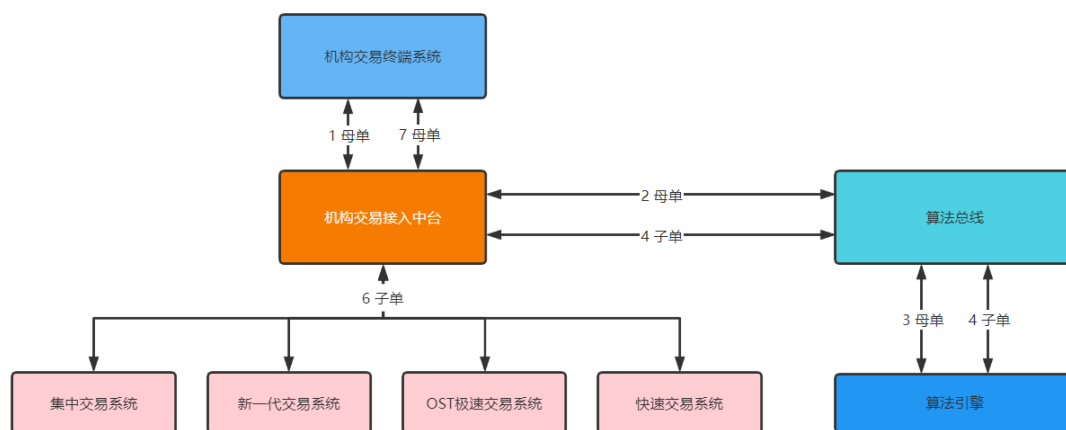 机构交易终端系统
1 母单
7 母单
机构交易接入中台
2 母单
算法总线
4 子单
6 子单
3 母单
4 子单
集中交易系统
新一代交易系统
OST极速交易系统
快速交易系统
算法引擎